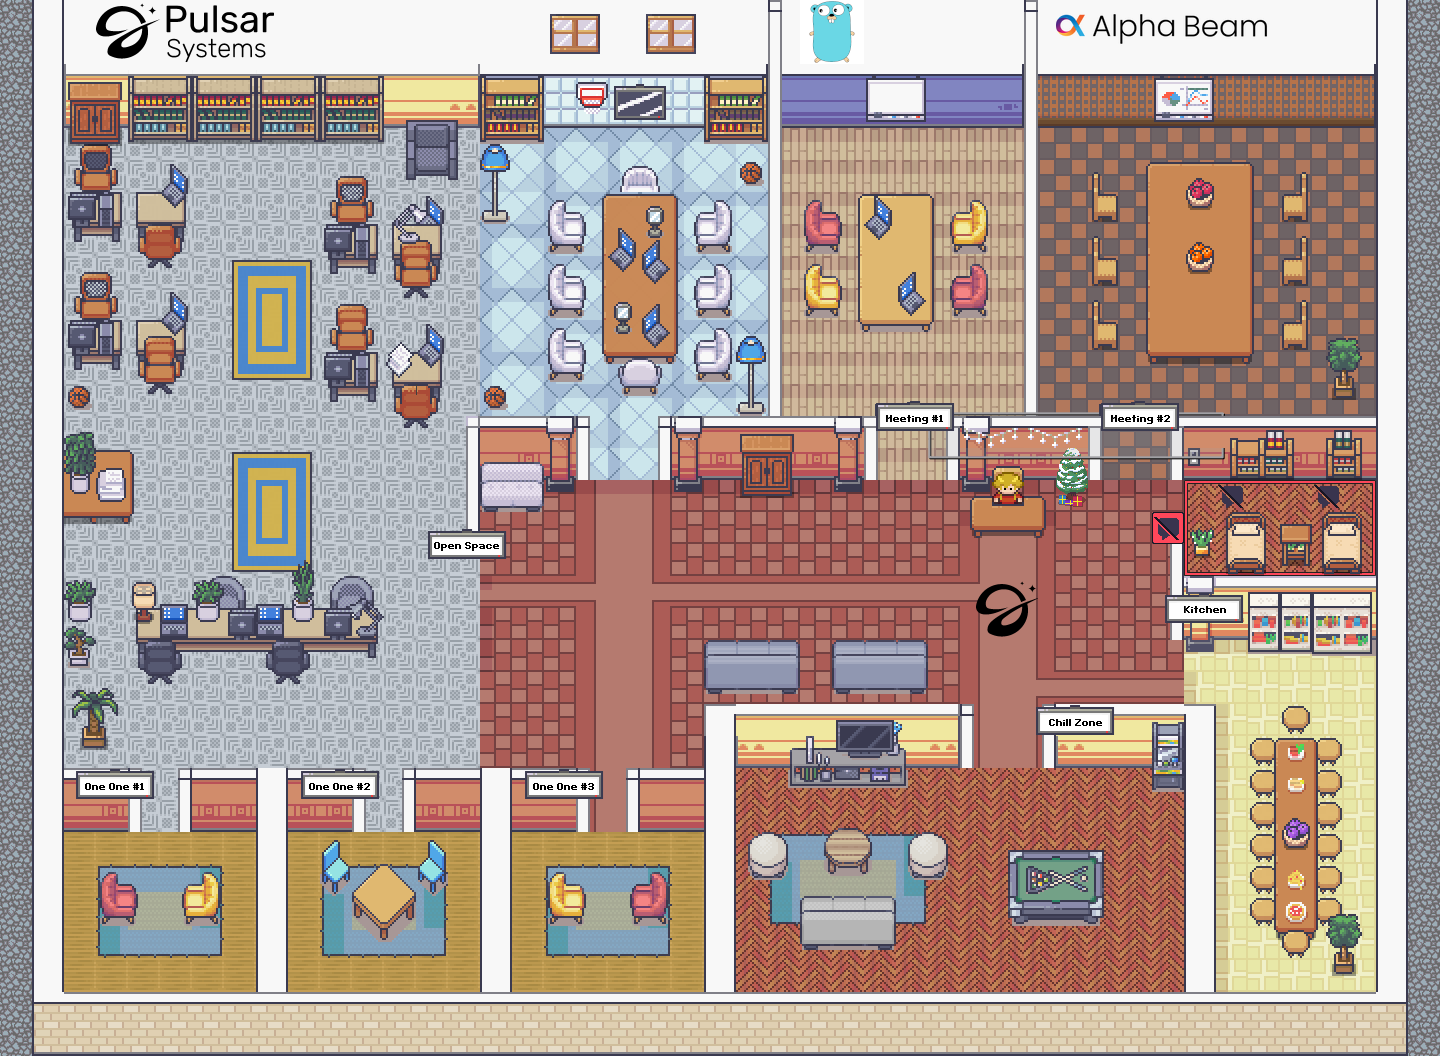 Pulsar
Systems
Alpha Beam
Meeting #1
Meeting #2
Open Space
Kitchen
Chill Zone
One One #1
One One #2
One One #3